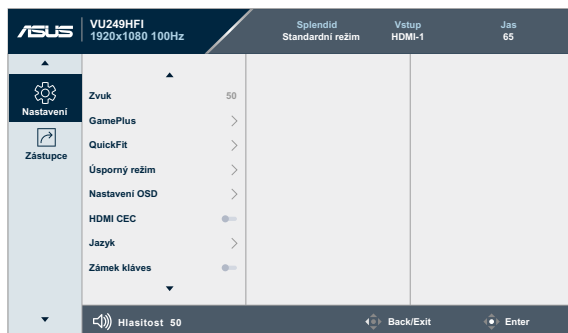 ASUS
VU249HFI
1920x1080 100Hz
Splendid
Standardní režim
Vstup
HDMI-1
Jas
65
Nastavení
Zástupce
Zvuk 50
GamePlus
QuickFit
Úsporný režim
Nastavení OSD
HDMI CEC
Jazyk
Zámek kláves
Hlasitost 50
Back/Exit
Enter